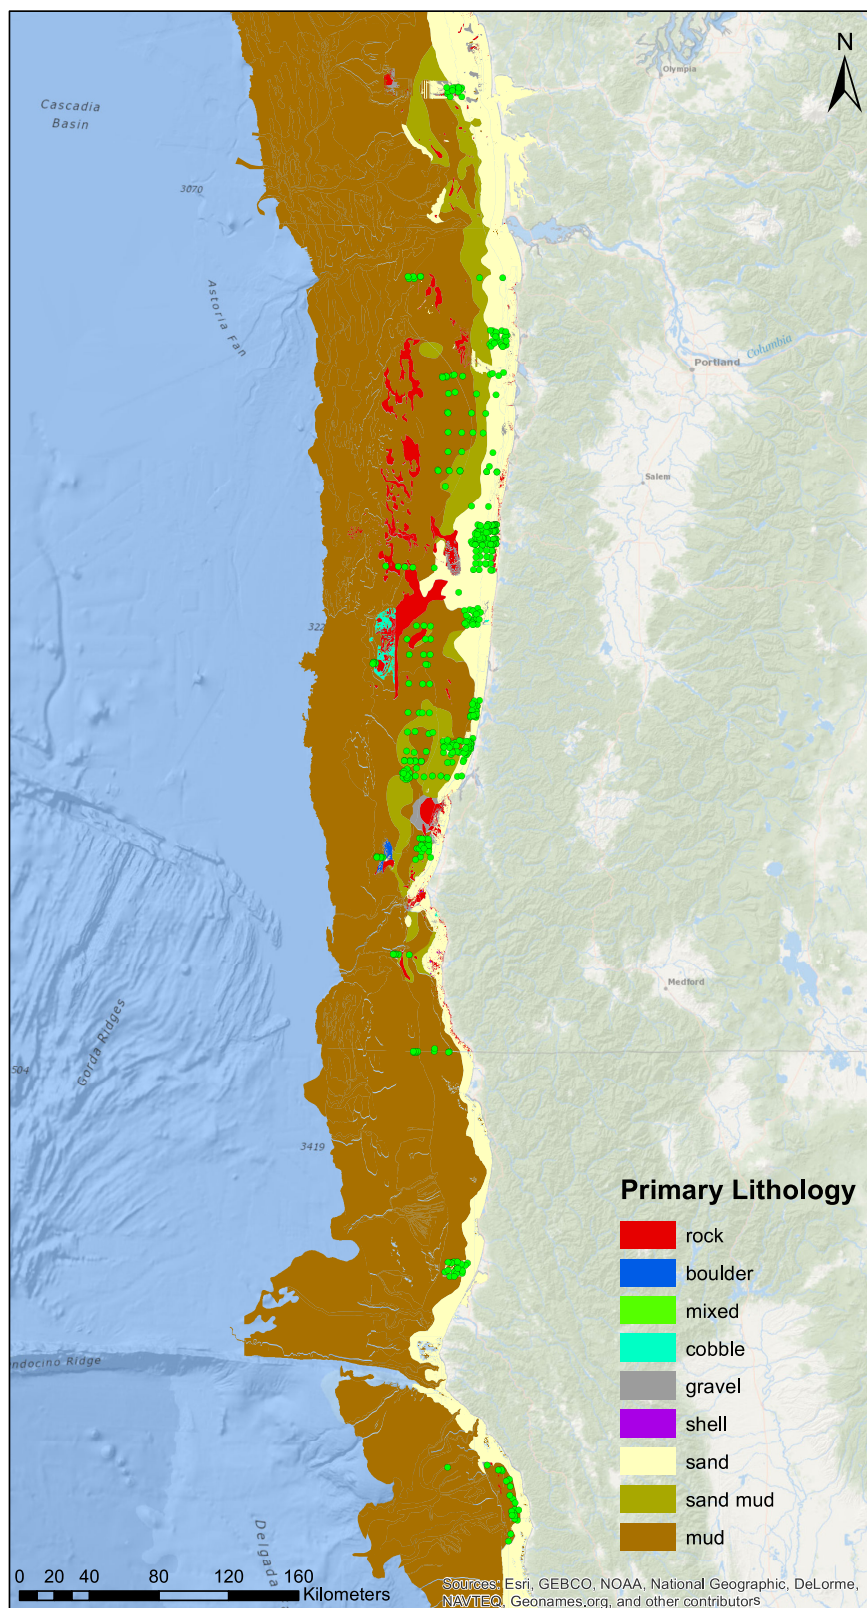 N
Olympia
Cascadia
Basin
3070
Astoria Fan
Columbia
Portland
Salem
322
Medford
Gorda Ridges
504
3419
Primary Lithology
rock
boulder
mixed
cobble
gravel
shell
sand
sand mud
mud
ndocino Ridge
Delgada
0 20 40 80 120 160
Kilometers
Sources: Esri, GEBCO, NOAA, National Geographic, DeLorme,
NAVTEQ, Geonames.org, and other contributors